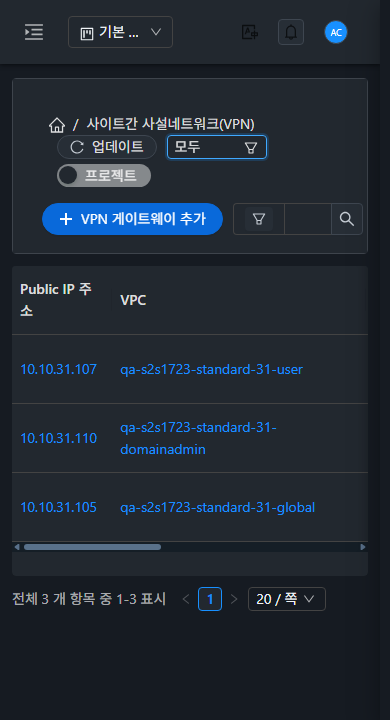 기본 ...
AC
/ 사이트간 사설네트워크(VPN)
업데이트
모두
프로젝트
VPN 게이트웨이 추가
Public IP 주소
VPC
10.10.31.107
qa-s2s1723-standard-31-user
10.10.31.110
qa-s2s1723-standard-31-
domainadmin
10.10.31.105
qa-s2s1723-standard-31-global
전체 3 개 항목 중 1-3 표시
1
20 / 쪽